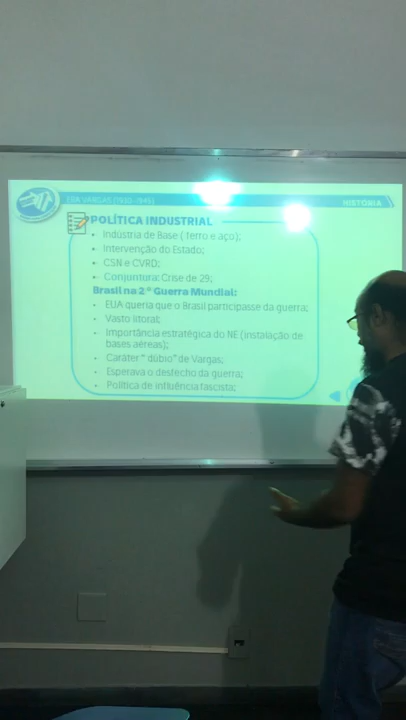 ERA VARGAS (1930-1945)
HISTÓRIA
POLÍTICA INDUSTRIAL
• Indústria de Base ( ferro e aço);
• Intervenção do Estado;
• CSN e CVRD;
• Conjuntura: Crise de 29;
Brasil na 2ª Guerra Mundial:
• EUA queria que o Brasil participasse da guerra;
• Vasto litoral;
• Importância estratégica do NE (instalação de
bases aéreas);
• Caráter " dúbio" de Vargas;
• Esperava o desfecho da guerra;
• Política de influência fascista;